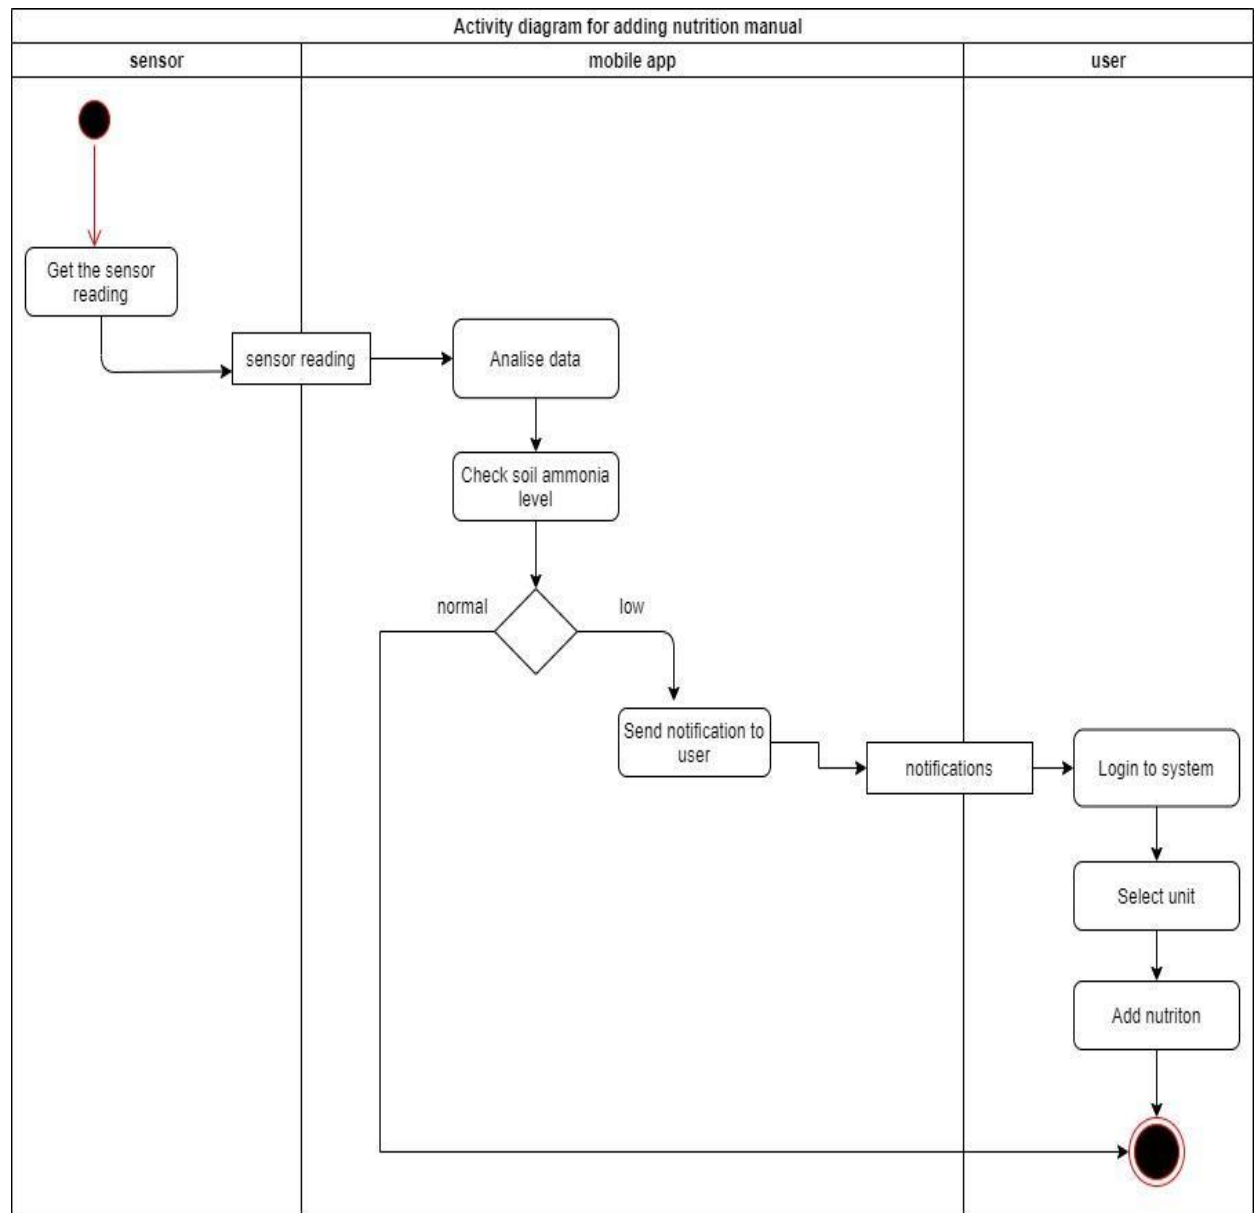 Activity diagram for adding nutrition manual
sensor
mobile app
user
Get the sensor
reading
sensor reading
Analise data
Check soil ammonia
level
normal
low
Send notification to
user
notifications
Login to system
Select unit
Add nutriton